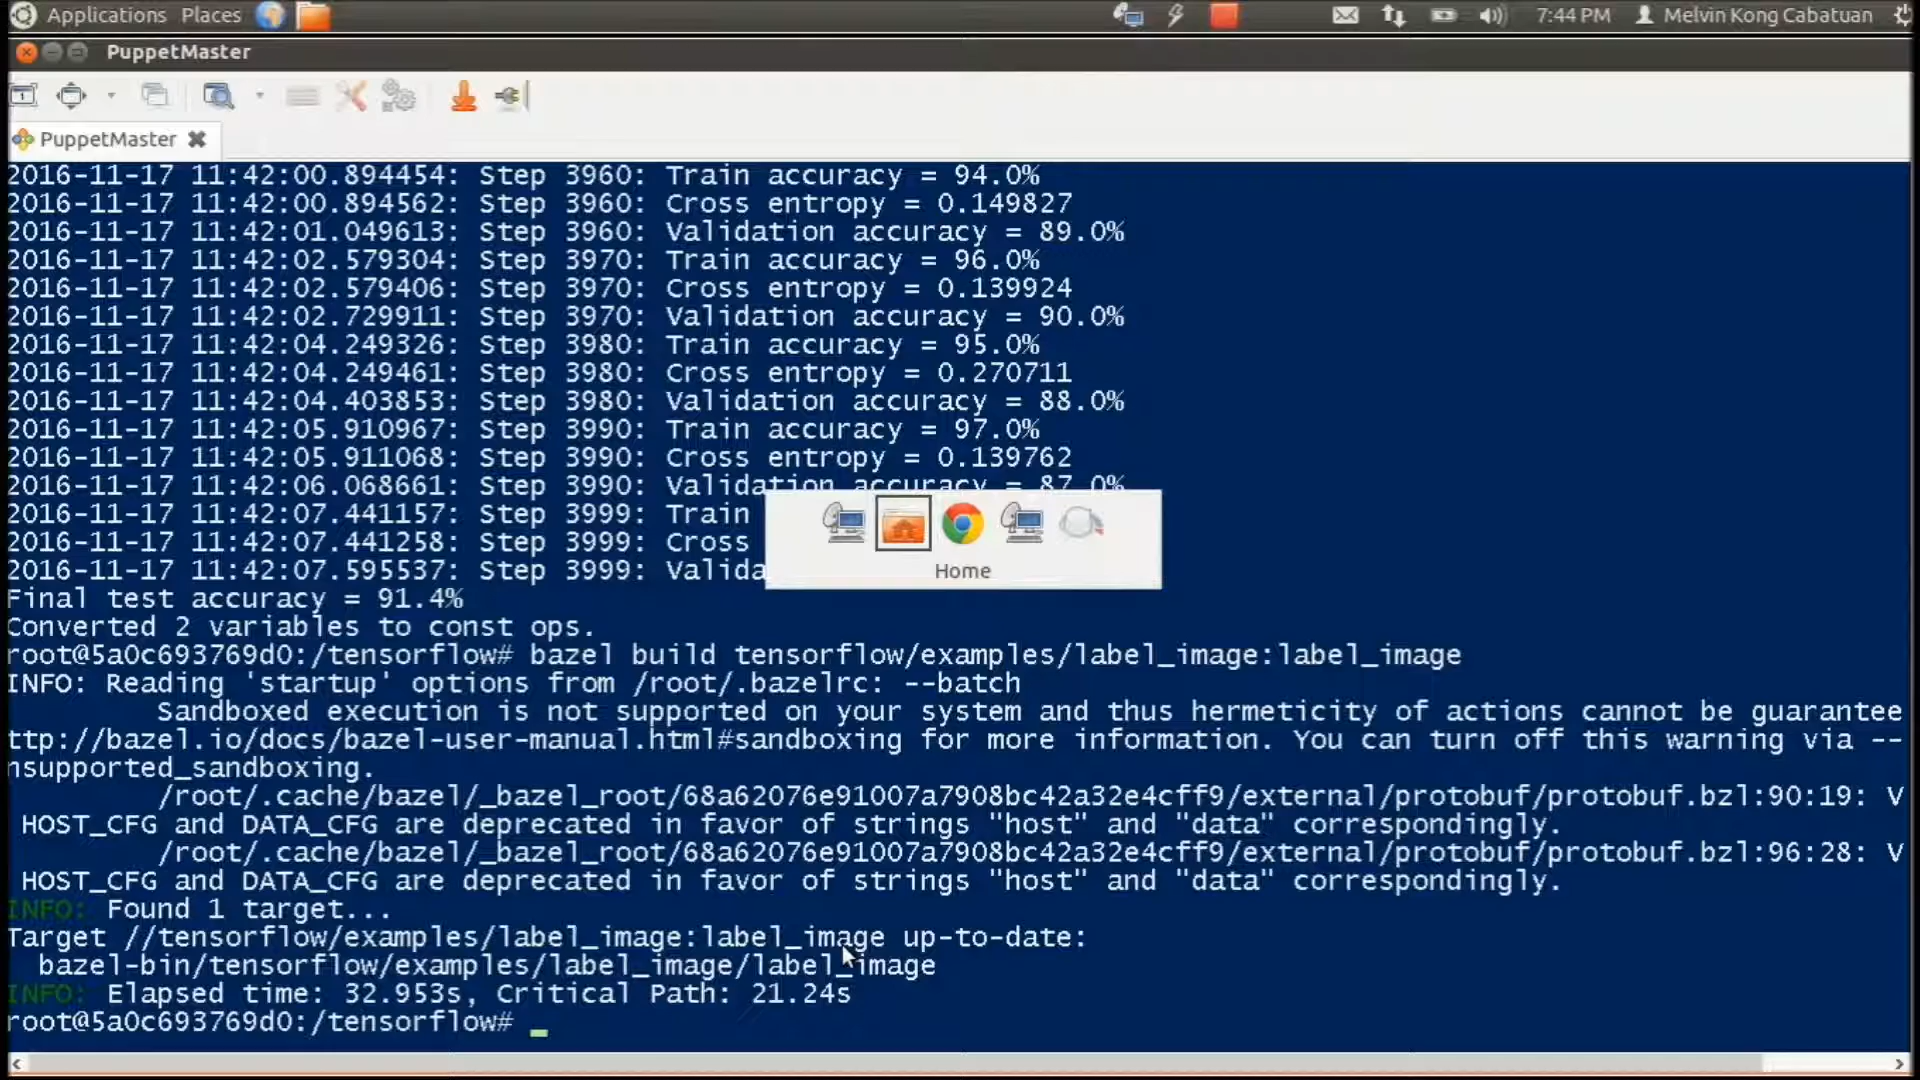 Applications Places 7:44 PM Melvin Kong Cabatuan
PuppetMaster
PuppetMaster
2016-11-17 11:42:00.894454: Step 3960: Train accuracy = 94.0%
2016-11-17 11:42:00.894562: Step 3960: Cross entropy = 0.149827
2016-11-17 11:42:01.049613: Step 3960: Validation accuracy = 89.0%
2016-11-17 11:42:02.579304: Step 3970: Train accuracy = 96.0%
2016-11-17 11:42:02.579406: Step 3970: Cross entropy = 0.139924
2016-11-17 11:42:02.729911: Step 3970: Validation accuracy = 90.0%
2016-11-17 11:42:04.249326: Step 3980: Train accuracy = 95.0%
2016-11-17 11:42:04.249461: Step 3980: Cross entropy = 0.270711
2016-11-17 11:42:04.403853: Step 3980: Validation accuracy = 88.0%
2016-11-17 11:42:05.910967: Step 3990: Train accuracy = 97.0%
2016-11-17 11:42:05.911068: Step 3990: Cross entropy = 0.139762
2016-11-17 11:42:06.068661: Step 3990: Validation accuracy = 87.0%
2016-11-17 11:42:07.441157: Step 3999: Train
2016-11-17 11:42:07.441258: Step 3999: Cross
2016-11-17 11:42:07.595537: Step 3999: Valida
Home
Final test accuracy = 91.4%
Converted 2 variables to const ops.
root@5a0c693769d0:/tensorflow# bazel build tensorflow/examples/label_image:label_image
INFO: Reading 'startup' options from /root/.bazelrc: --batch
Sandboxed execution is not supported on your system and thus hermeticity of actions cannot be guarantee
ttp://bazel.io/docs/bazel-user-manual.html#sandboxing for more information. You can turn off this warning via --
nsupported_sandboxing.
/root/.cache/bazel/_bazel_root/68a62076e91007a7908bc42a32e4cff9/external/protobuf/protobuf.bzl:90:19: V
HOST_CFG and DATA_CFG are deprecated in favor of strings "host" and "data" correspondingly.
/root/.cache/bazel/_bazel_root/68a62076e91007a7908bc42a32e4cff9/external/protobuf/protobuf.bzl:96:28: V
HOST_CFG and DATA_CFG are deprecated in favor of strings "host" and "data" correspondingly.
INFO: Found 1 target...
Target //tensorflow/examples/label_image:label_image up-to-date:
bazel-bin/tensorflow/examples/label_image/label_image
INFO: Elapsed time: 32.953s, Critical Path: 21.24s
root@5a0c693769d0:/tensorflow#